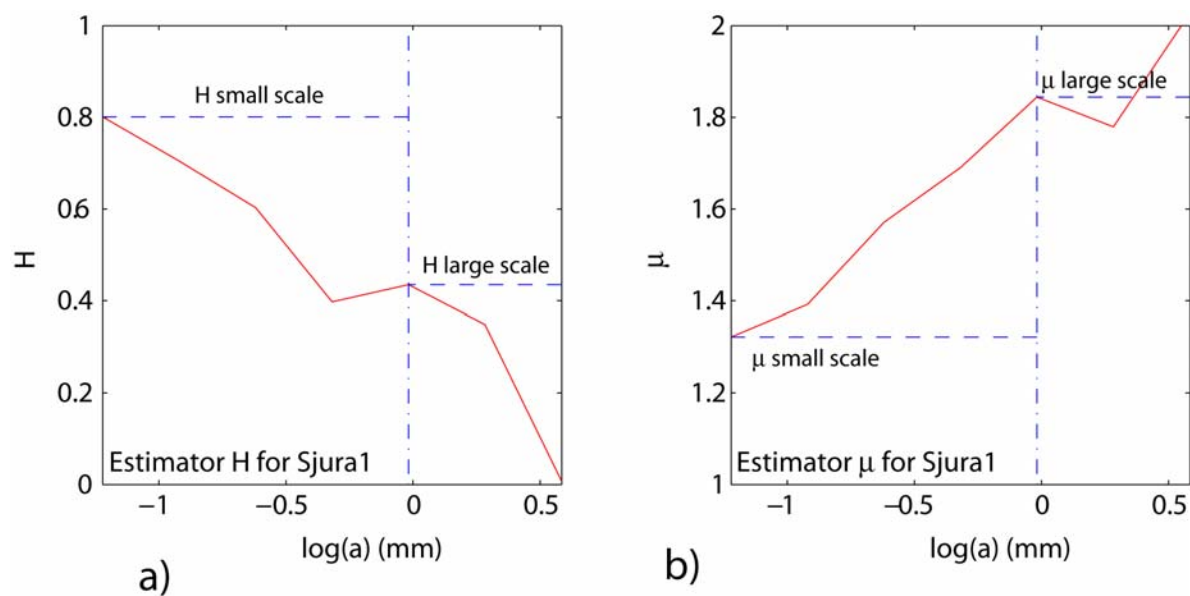 1
0.8
0.6
0.4
0.2
0
H
H small scale
H large scale
Estimator H for Sjura1
−1
−0.5
0
0.5
log(a) (mm)
a)
2
1.8
1.6
1.4
1.2
1
μ
μ large scale
μ small scale
Estimator μ for Sjura1
−1
−0.5
0
0.5
log(a) (mm)
b)